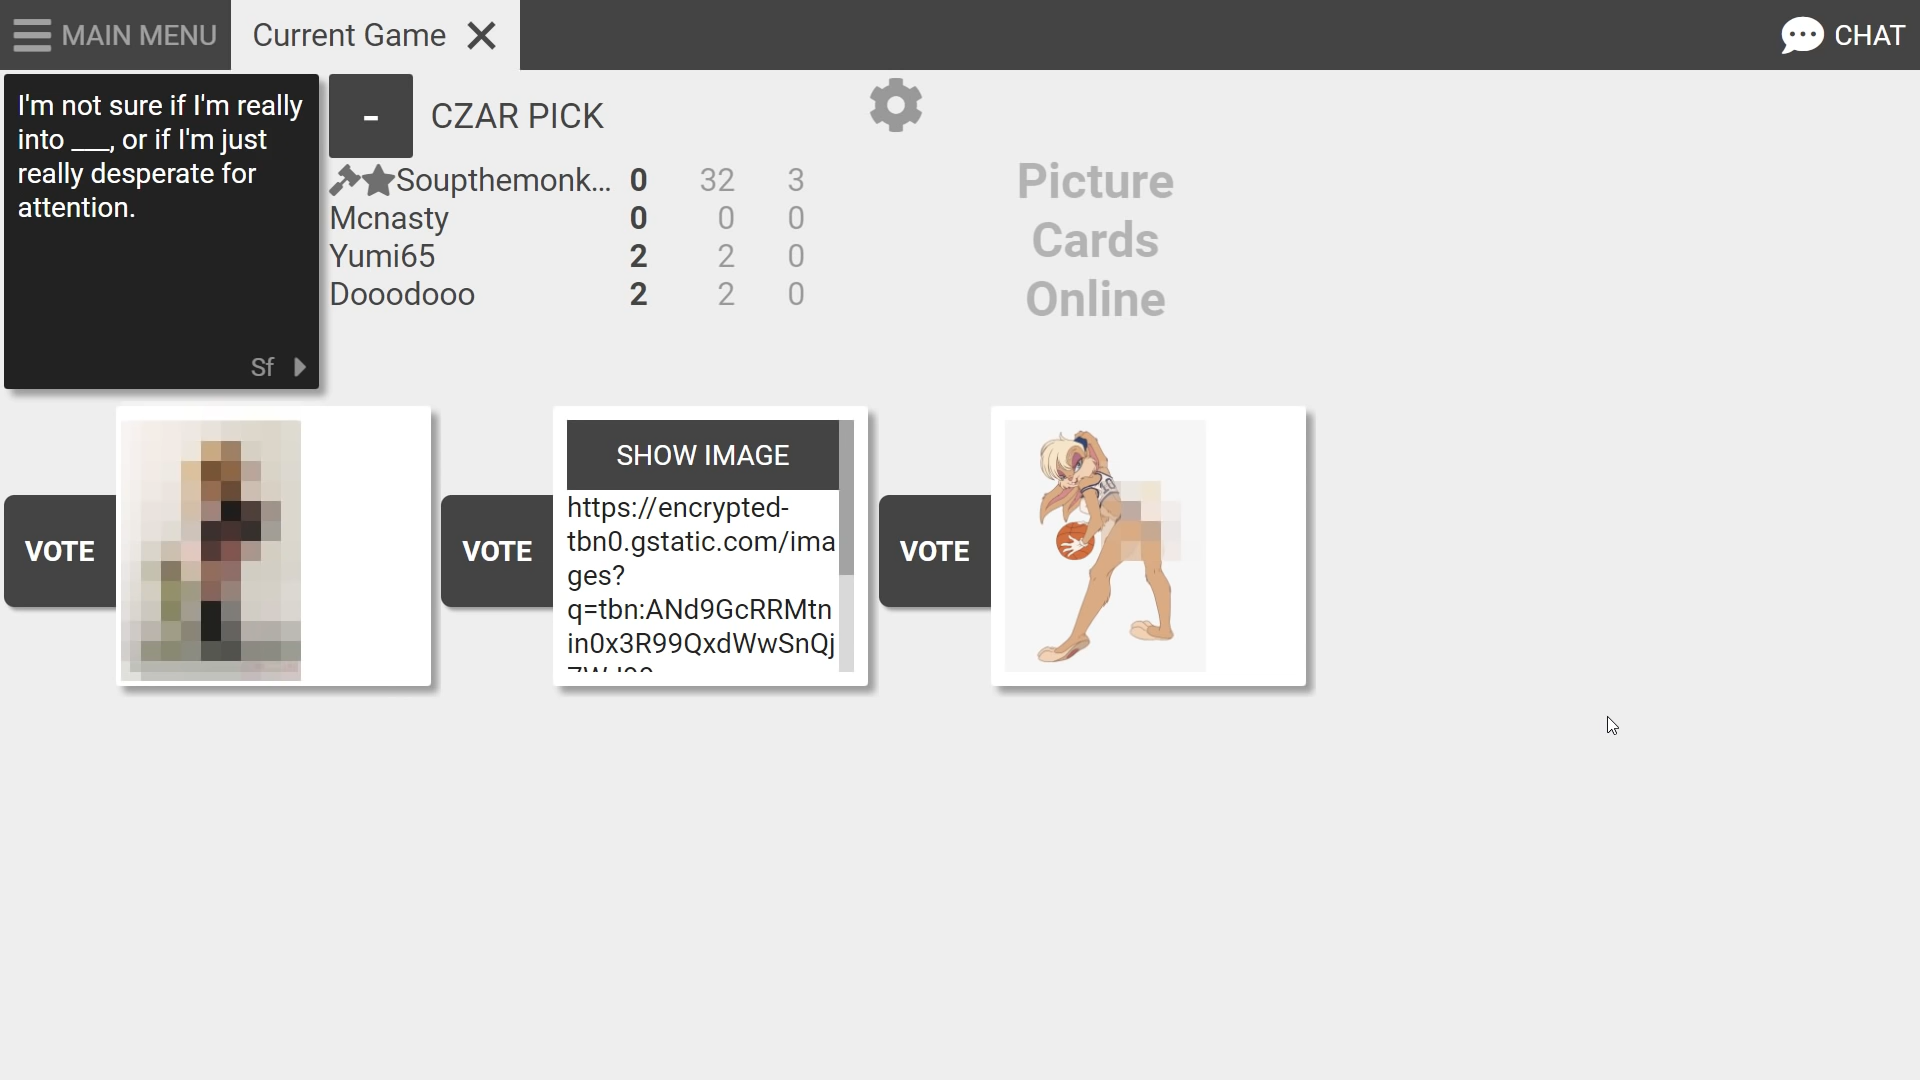 MAIN MENU
Current Game
CHAT
I'm not sure if I'm really
into ___, or if I'm just
really desperate for
attention.
Sf
-
CZAR PICK
Soupthemonk... 0 32 3
Mcnasty 0 0 0
Yumi65 2 2 0
Dooodooo 2 2 0
Picture
Cards
Online
VOTE
VOTE
SHOW IMAGE
https://encrypted-
tbn0.gstatic.com/ima
ges?
q=tbn:ANd9GcRRMtn
in0x3R99QxdWwSnQj
VOTE
10